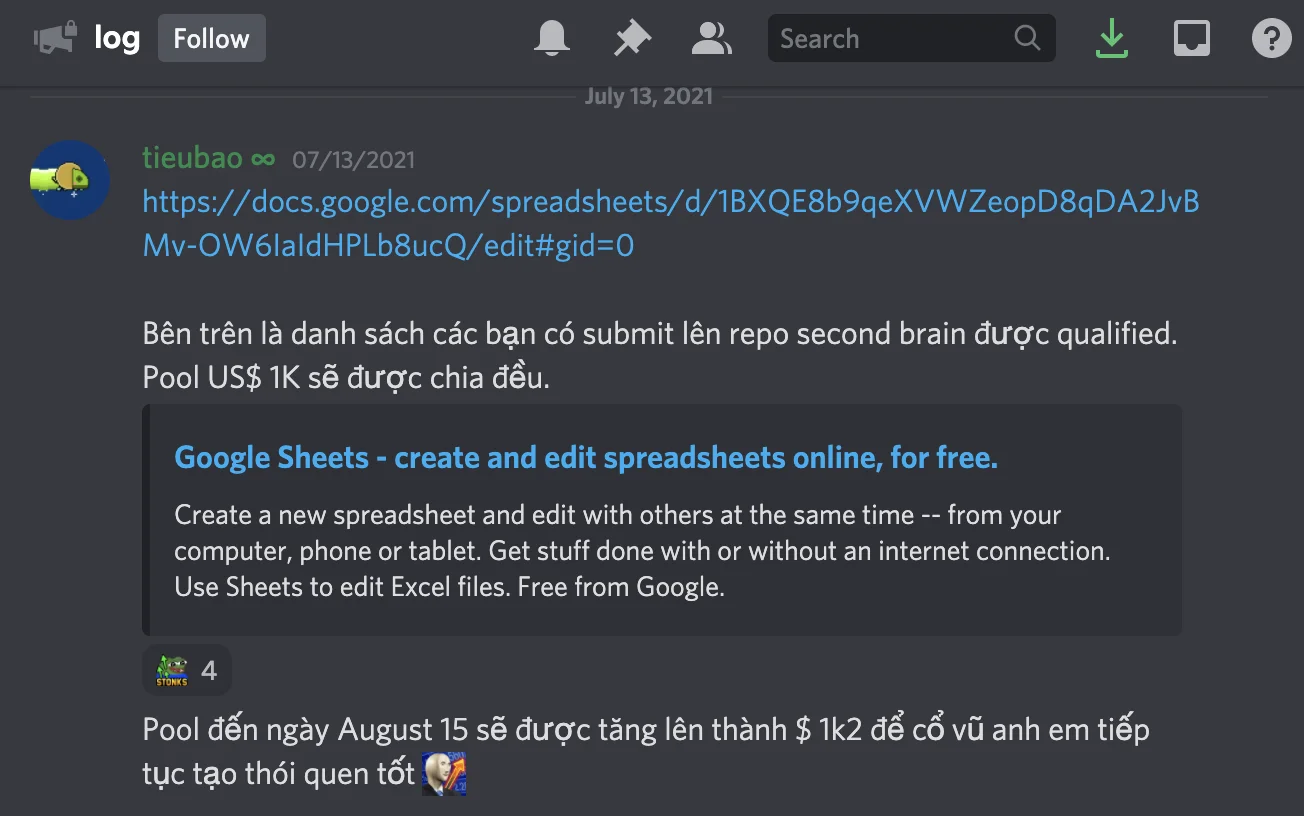 log Follow Search
July 13, 2021
tieubao ∞ 07/13/2021
https://docs.google.com/spreadsheets/d/1BXQE8b9qeXVWZeopD8qDA2JvB
Mv-OW6IaIdHPLb8ucQ/edit#gid=0
Bên trên là danh sách các bạn có submit lên repo second brain được qualified.
Pool US$ 1K sẽ được chia đều.
Google Sheets - create and edit spreadsheets online, for free.
Create a new spreadsheet and edit with others at the same time -- from your
computer, phone or tablet. Get stuff done with or without an internet connection.
Use Sheets to edit Excel files. Free from Google.
STONKS 4
Pool đến ngày August 15 sẽ được tăng lên thành $ 1k2 để cổ vũ anh em tiếp
tục tạo thói quen tốt